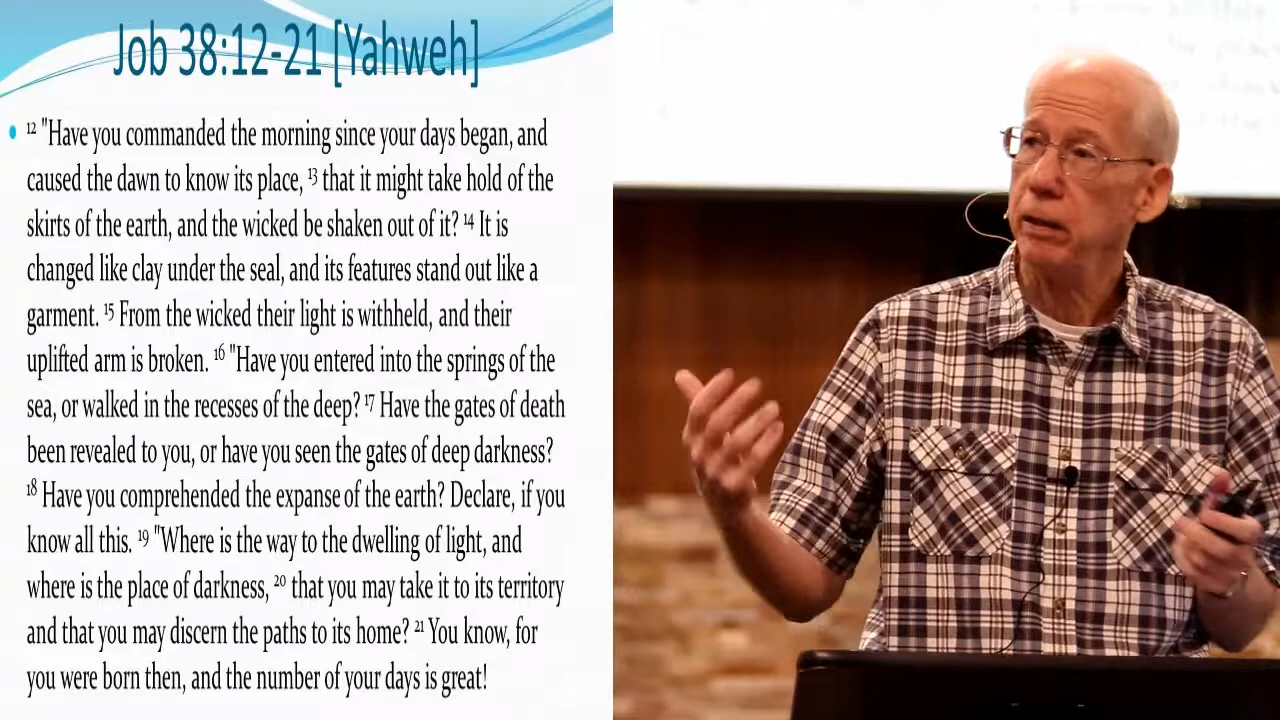 Job 38:12-21 [Yahweh]
• ¹² "Have you commanded the morning since your days began, and
caused the dawn to know its place, ¹³ that it might take hold of the
skirts of the earth, and the wicked be shaken out of it? ¹⁴ It is
changed like clay under the seal, and its features stand out like a
garment. ¹⁵ From the wicked their light is withheld, and their
uplifted arm is broken. ¹⁶ "Have you entered into the springs of the
sea, or walked in the recesses of the deep? ¹⁷ Have the gates of death
been revealed to you, or have you seen the gates of deep darkness?
¹⁸ Have you comprehended the expanse of the earth? Declare, if you
know all this. ¹⁹ "Where is the way to the dwelling of light, and
where is the place of darkness, ²⁰ that you may take it to its territory
and that you may discern the paths to its home? ²¹ You know, for
you were born then, and the number of your days is great!